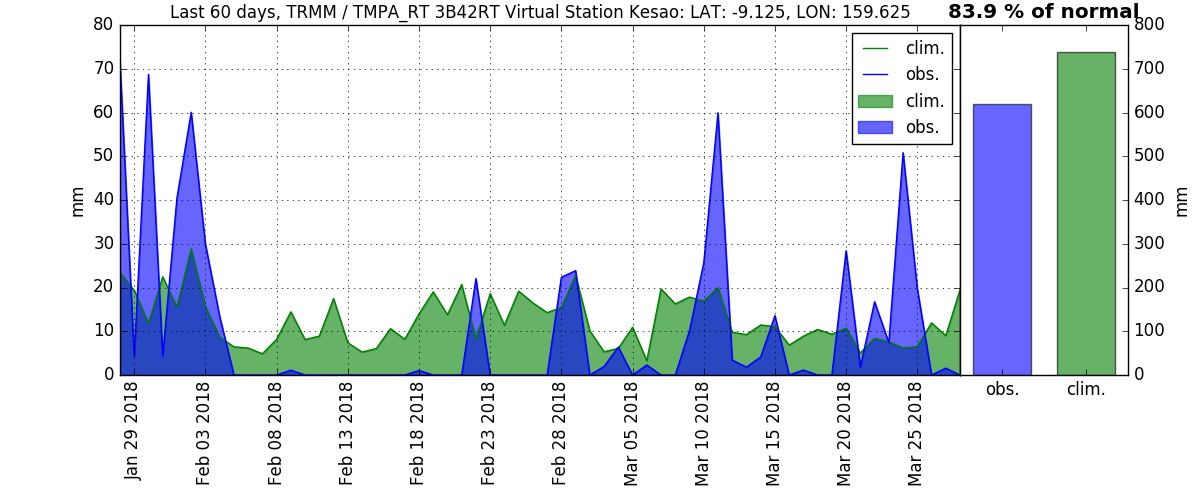 Last 60 days, TRMM / TMPA_RT 3B42RT Virtual Station Kesao: LAT: -9.125, LON: 159.625
83.9 % of normal
80
70
60
50
40
30
20
10
0
mm
clim.
obs.
clim.
obs.
800
700
600
500
400
300
200
100
0
mm
obs.
clim.
Jan 29 2018
Feb 03 2018
Feb 08 2018
Feb 13 2018
Feb 18 2018
Feb 23 2018
Feb 28 2018
Mar 05 2018
Mar 10 2018
Mar 15 2018
Mar 20 2018
Mar 25 2018